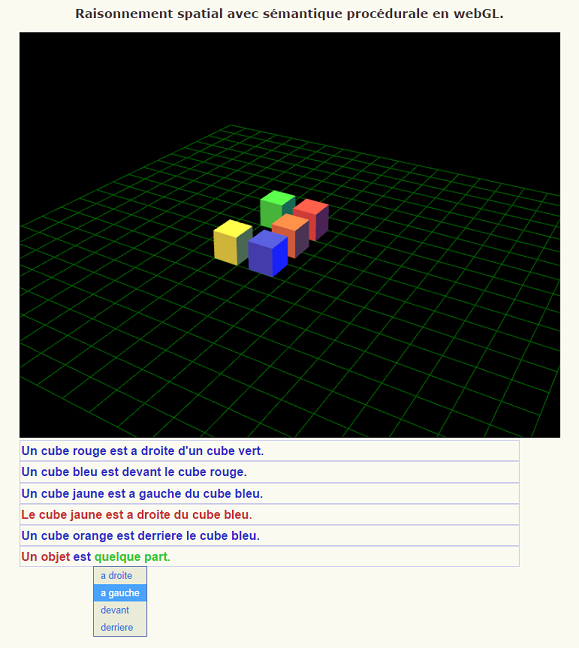 Raisonnement spatial avec sémantique procédurale en webGL.
Un cube rouge est a droite d'un cube vert.
Un cube bleu est devant le cube rouge.
Un cube jaune est a gauche du cube bleu.
Le cube jaune est a droite du cube bleu.
Un cube orange est derriere le cube bleu.
Un objet est quelque part.
a droite
a gauche
devant
derriere